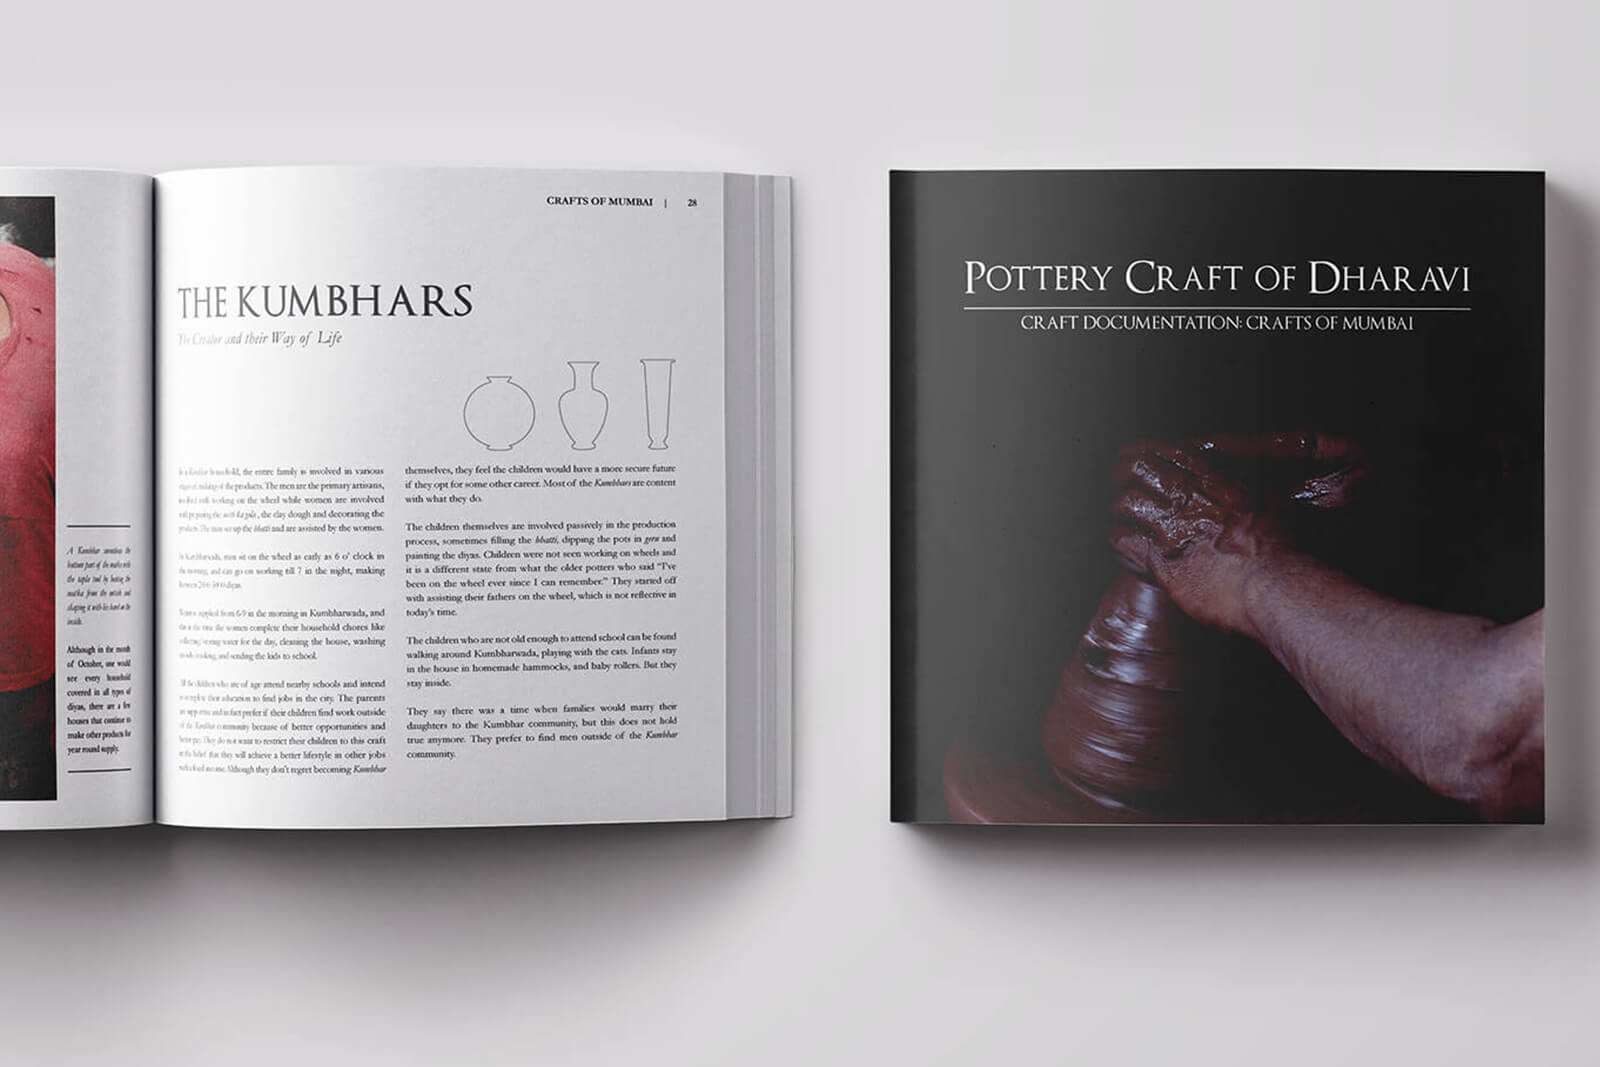 A Kumbhar
bottom part of the matka with
the tapla tool by beating the
matka from the outside and
shaping it with his hand on the
inside.
Although in the month
of October, one would
see every household
covered in all types of
diyas, there are a few
houses that continue to
make other products for
year round supply.
CRAFTS OF MUMBAI | 28
THE KUMBHARS
The Creator and their Way of Life
In a Kumbhar household, the entire family is involved in various
stages of making of the products. The men are the primary artisans,
working on the wheel while women are involved
with preparing the , the clay dough and decorating the
products. The men set up the bhatti and are assisted by the women.
In Kumbharwada, men sit on the wheel as early as 6 o' clock in
the morning, and can go on working till 7 in the night, making
diyas.
Water is supplied from 6-9 in the morning in Kumbharwada, and
this is the time the women complete their household chores like
collecting/storing water for the day, cleaning the house, washing
cooking, and sending the kids to school.
All the children who are of age attend nearby schools and intend
to complete their education to find jobs in the city. The parents
are supportive and in fact prefer if their children find work outside
of the Kumbhar community because of better opportunities and
better pay. They do not want to restrict their children to this craft
in the belief that they will achieve a better lifestyle in other jobs
income. Although they don't regret becoming Kumbhar
themselves, they feel the children would have a more secure future
if they opt for some other career. Most of the Kumbhars are content
with what they do.
The children themselves are involved passively in the production
process, sometimes filling the bhatti, dipping the pots in geru and
painting the diyas. Children were not seen working on wheels and
it is a different state from what the older potters who said “I've
been on the wheel ever since I can remember.” They started off
with assisting their fathers on the wheel, which is not reflective in
today's time.
The children who are not old enough to attend school can be found
walking around Kumbharwada, playing with the cats. Infants stay
in the house in homemade hammocks, and baby rollers. But they
stay inside.
They say there was a time when families would marry their
daughters to the Kumbhar community, but this does not hold
true anymore. They prefer to find men outside of the Kumbhar
community.
POTTERY CRAFT OF DHARAVI
CRAFT DOCUMENTATION: CRAFTS OF MUMBAI